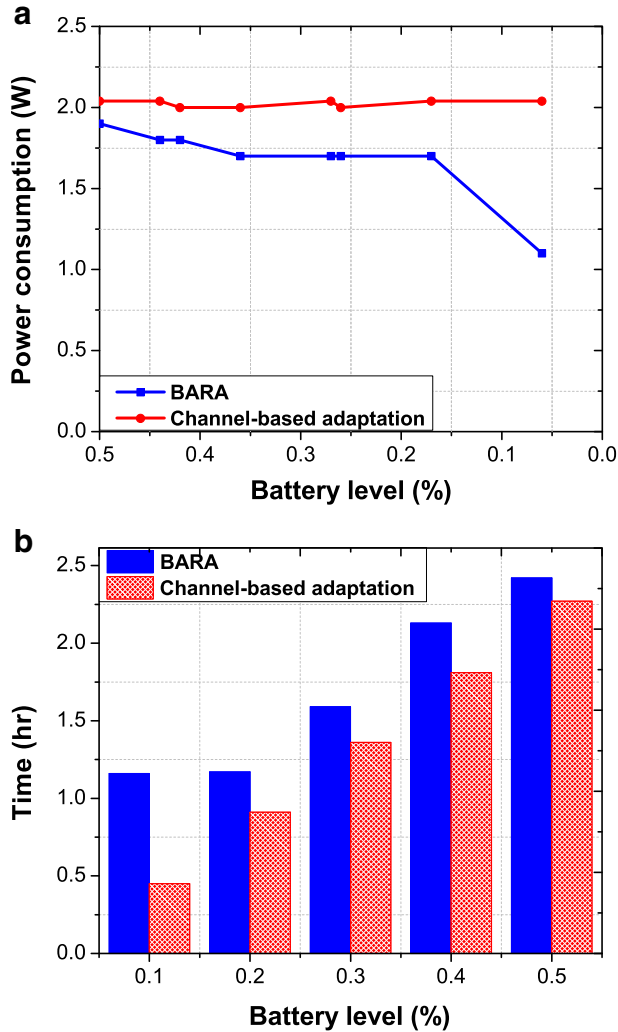 a
2.5
2.0
1.5
1.0
0.5
0.0
Power consumption (W)
BARA
Channel-based adaptation
0.5 0.4 0.3 0.2 0.1 0.0
Battery level (%)
b
BARA
Channel-based adaptation
2.5
2.0
1.5
1.0
0.5
0.0
Time (hr)
0.1 0.2 0.3 0.4 0.5
Battery level (%)